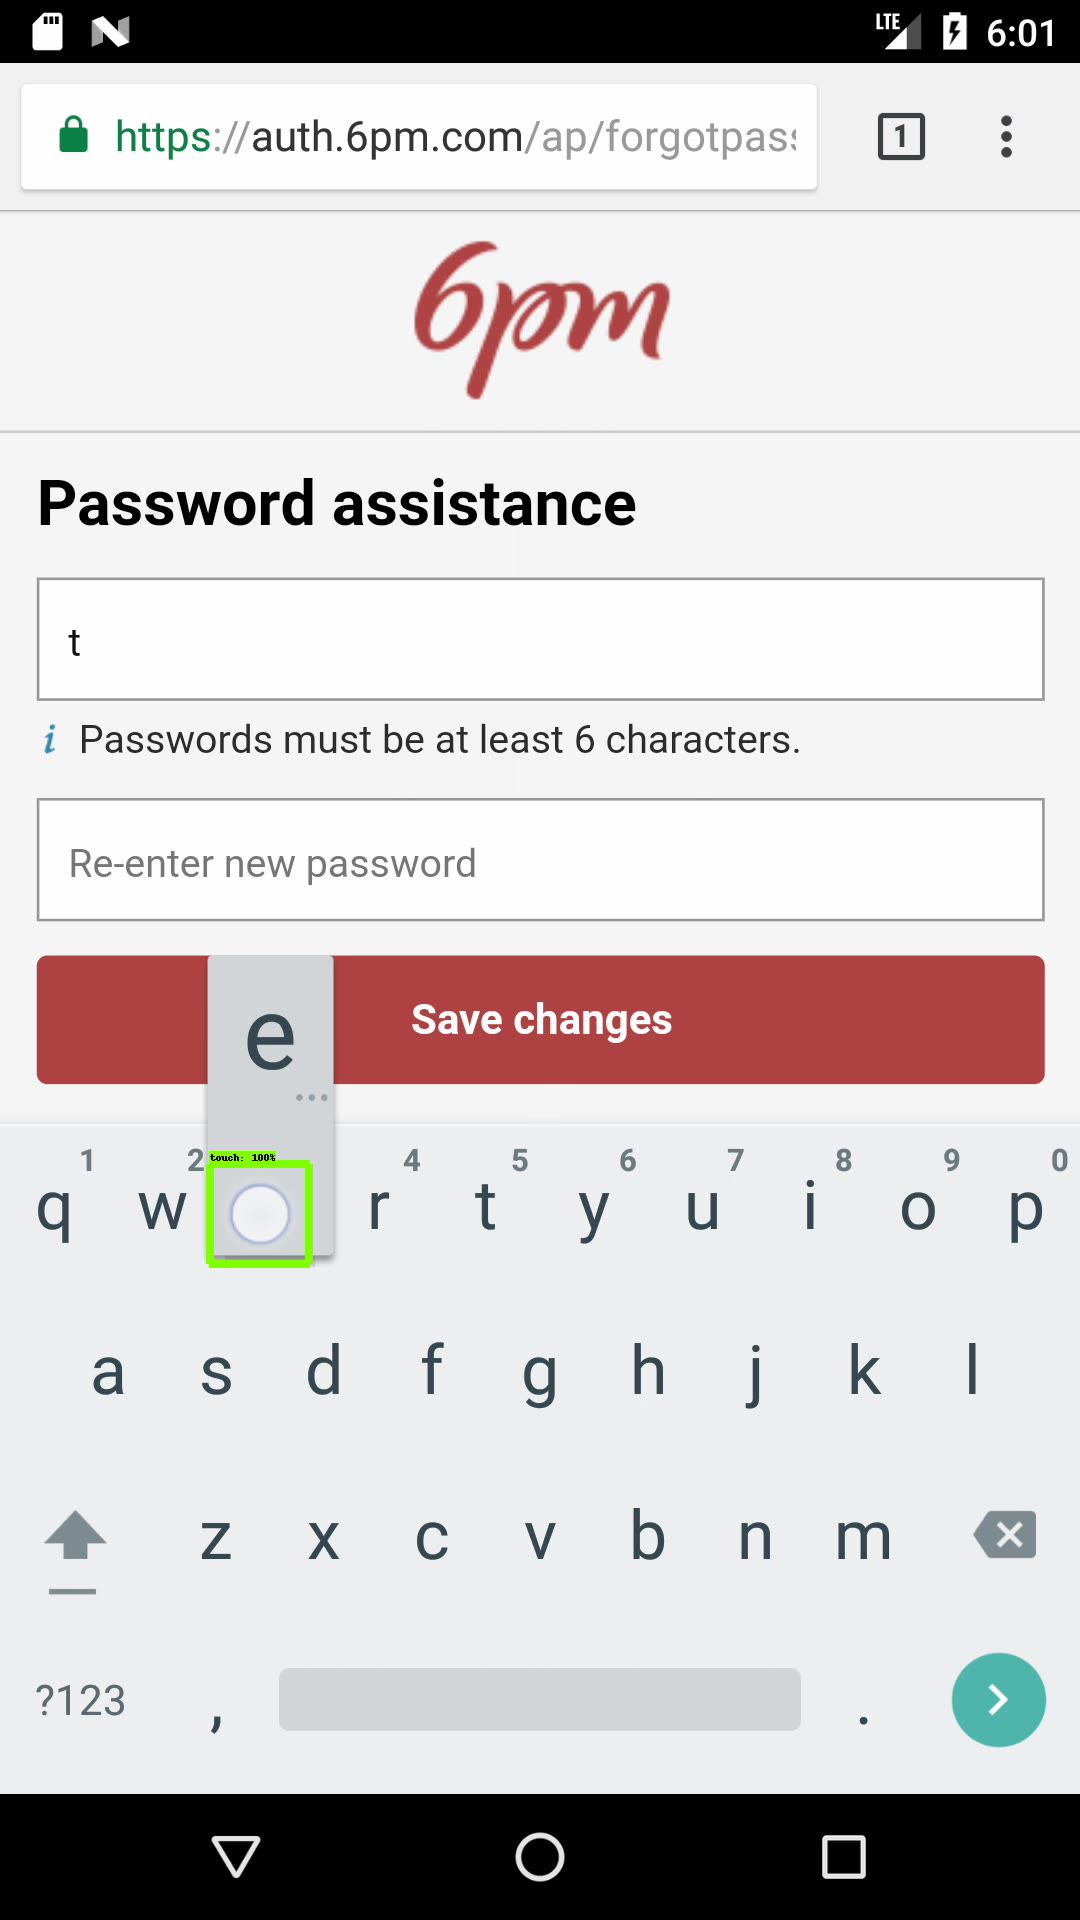 LTE 6:01
https://auth.6pm.com/ap/forgotpass 1
6pm
Password assistance
t
i Passwords must be at least 6 characters.
Re-enter new password
Save changes
e
...
touch: 100%
1 2 4 5 6 7 8 9 0
q w r t y u i o p
a s d f g h j k l
z x c v b n m
?123 , .